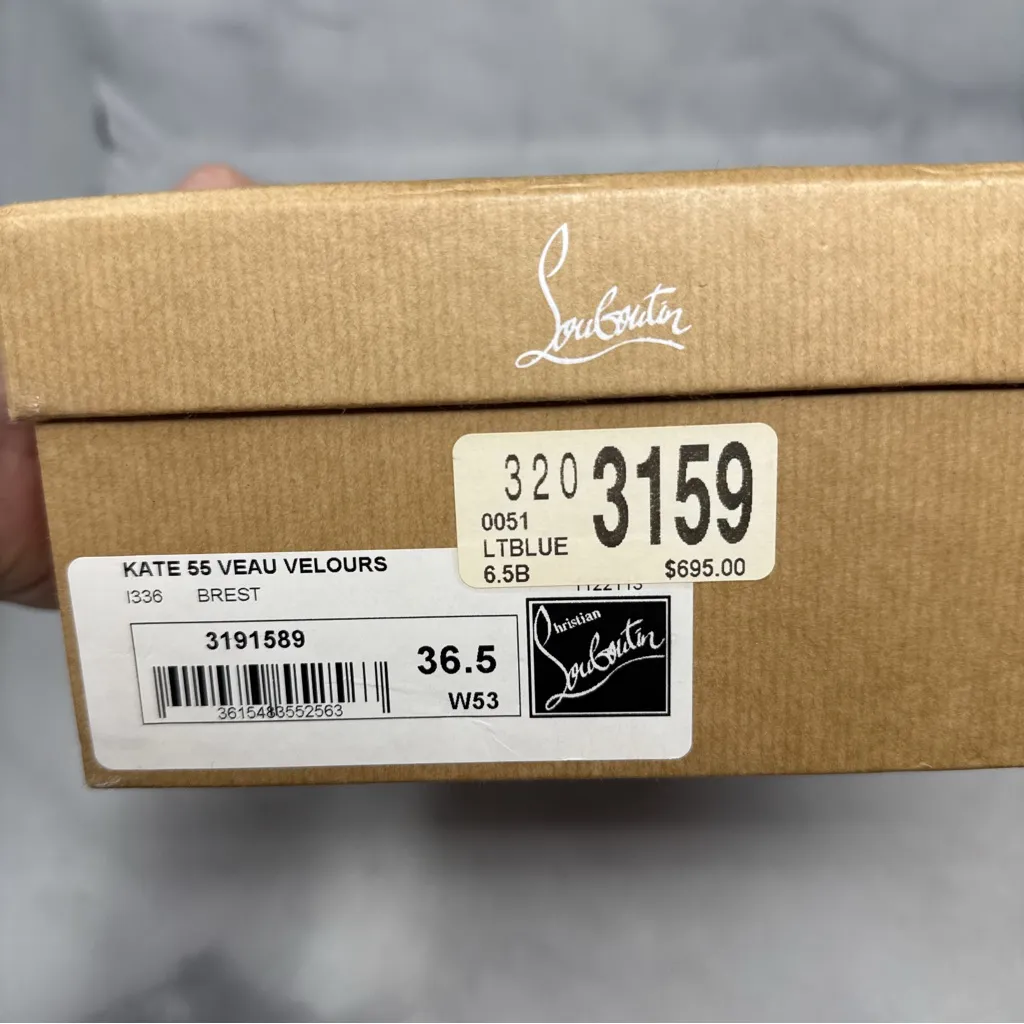 Louboutin
320 3159
0051
LTBLUE
6.5B $695.00
KATE 55 VEAU VELOURS
I336 BREST
3191589
36.5
3615483552563
W53
Christian
Louboutin